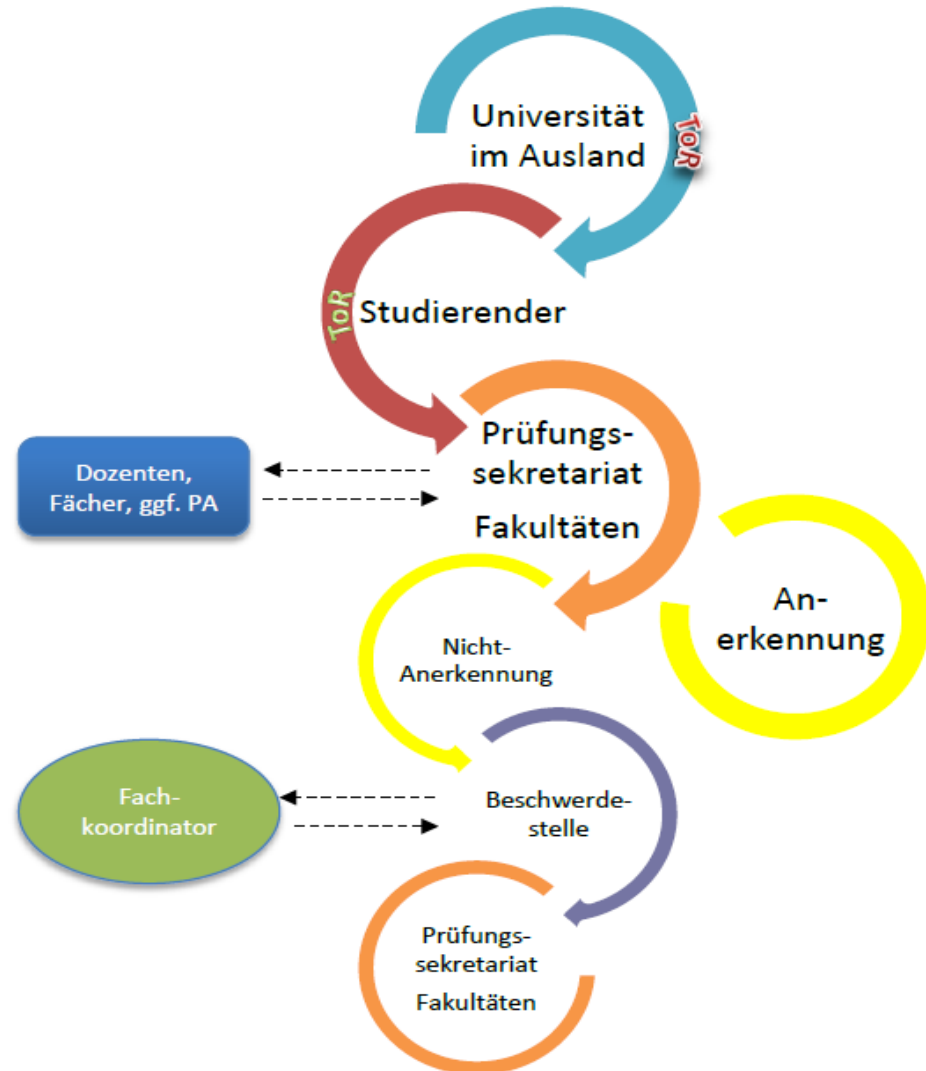 Universität
im Ausland
ToR
ToR
Studierender
Prüfungs-
sekretariat
Fakultäten
Dozenten,
Fächer, ggf. PA
An-
erkennung
Nicht-
Anerkennung
Fach-
koordinator
Beschwerde-
stelle
Prüfungs-
sekretariat
Fakultäten